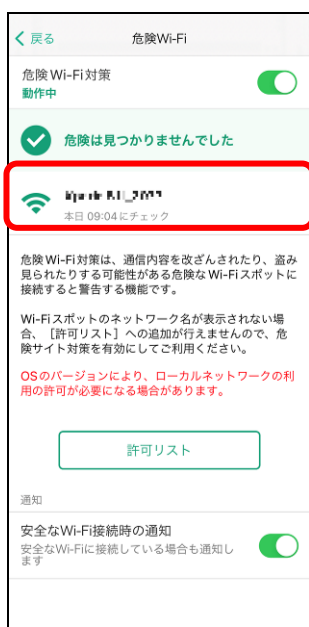 戻る 危険Wi-Fi
危険Wi-Fi対策
動作中
危険は見つかりませんでした
本日 09:04にチェック
危険Wi-Fi対策は、通信内容を改ざんされたり、盗み
見られたりする可能性がある危険なWi-Fiスポットに
接続すると警告する機能です。
Wi-Fiスポットのネットワーク名が表示されない場
合、［許可リスト］への追加が行えませんので、危
険サイト対策を有効にしてご利用ください。
OSのバージョンにより、ローカルネットワークの利
用の許可が必要になる場合があります。
許可リスト
通知
安全なWi-Fi接続時の通知
安全なWi-Fiに接続している場合も通知し
ます